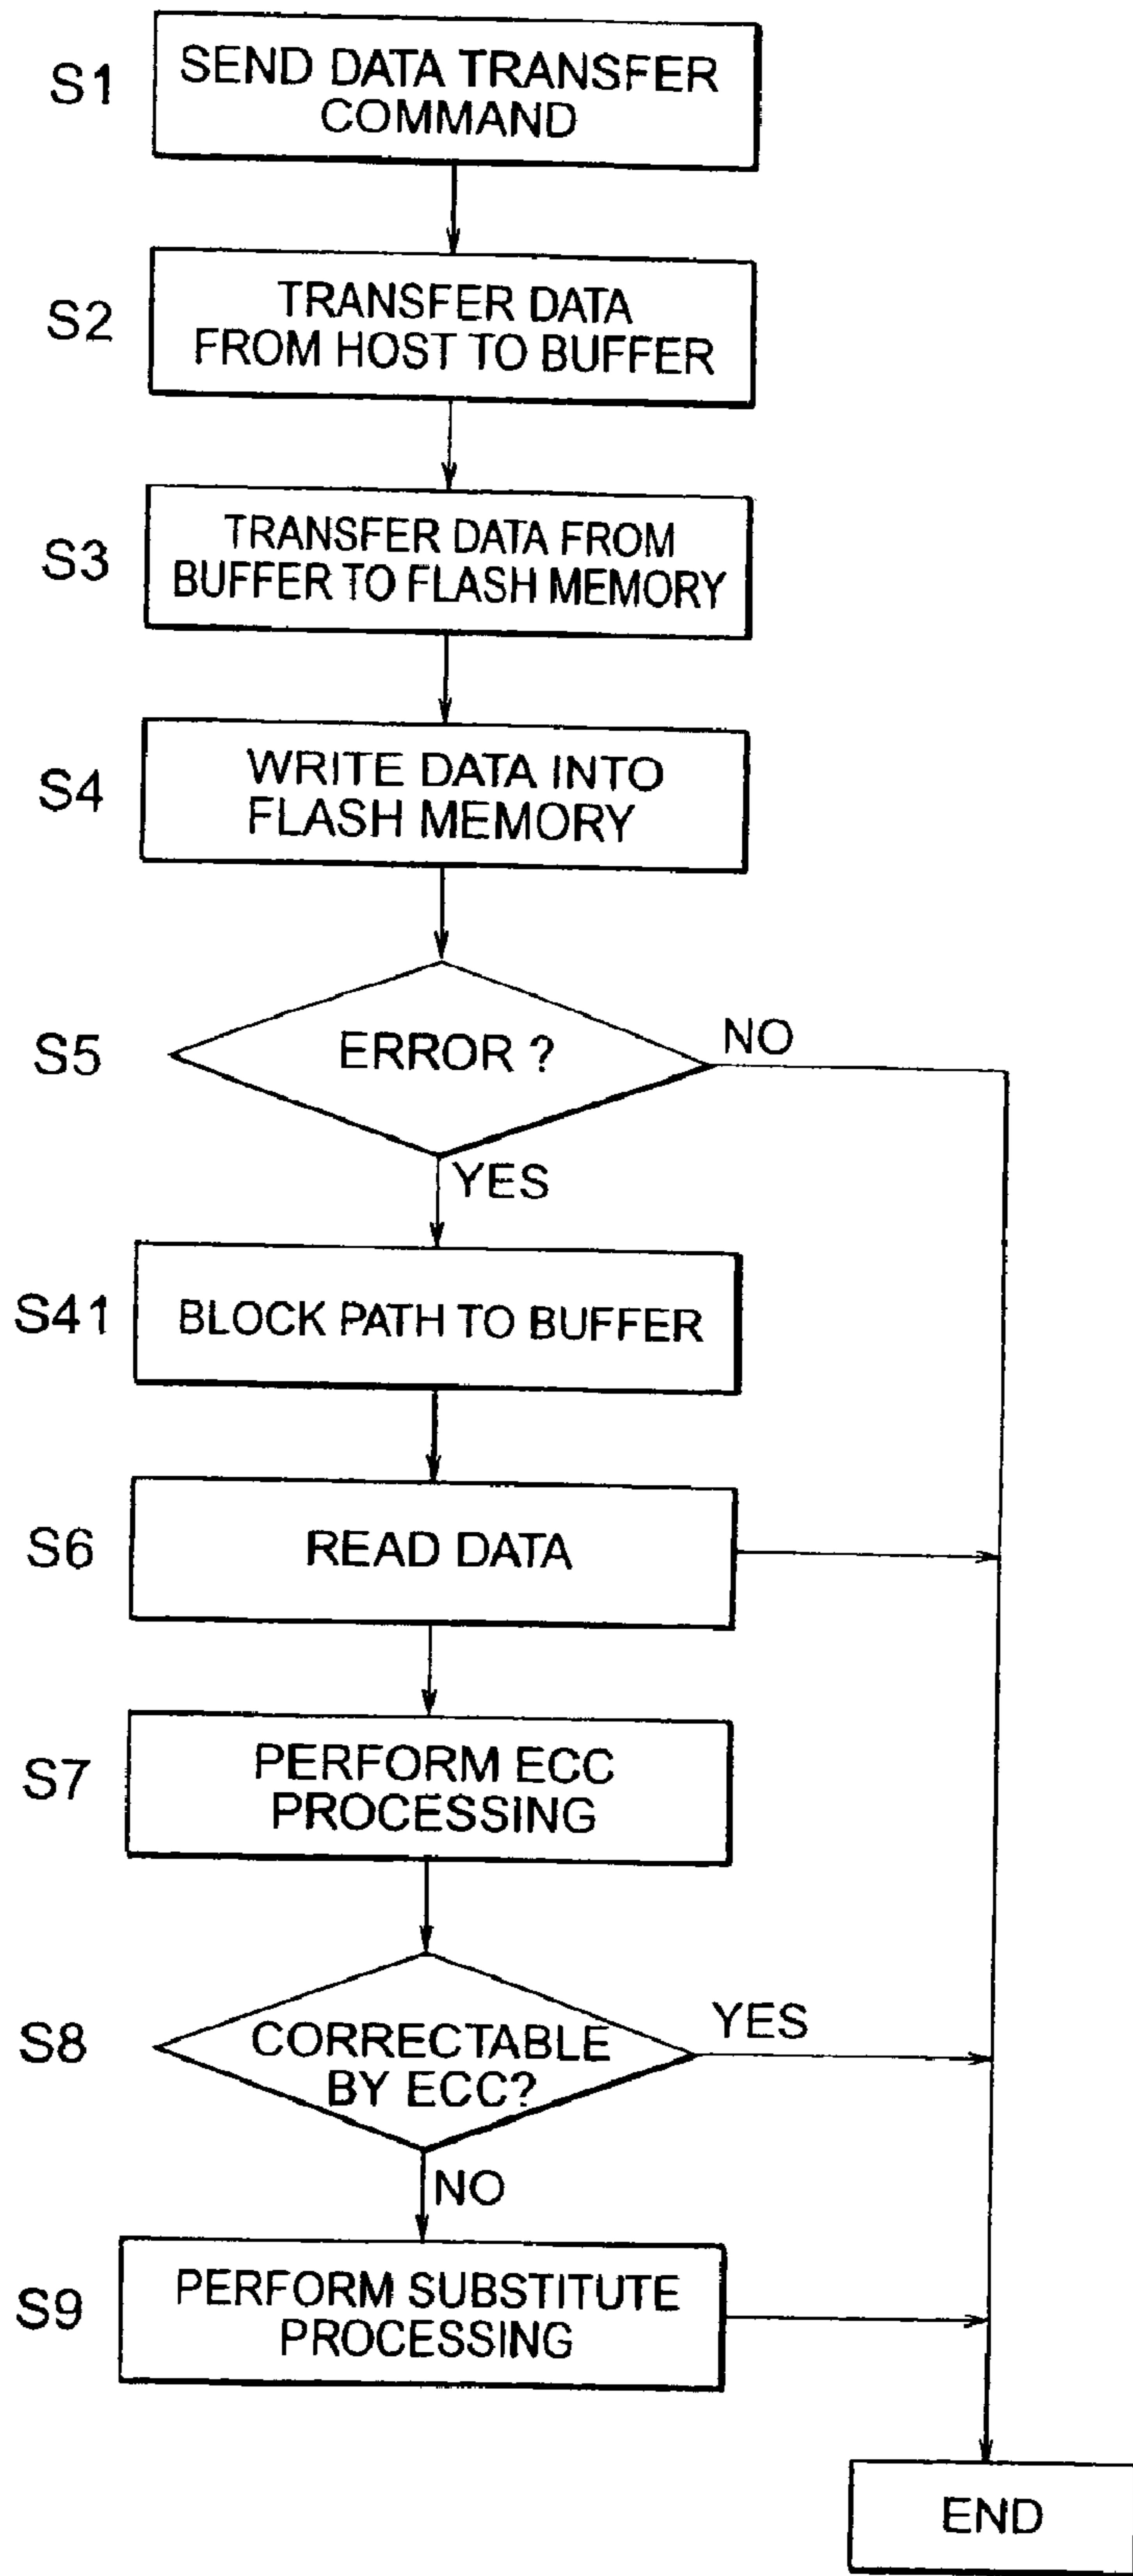 S1
SEND DATA TRANSFER
COMMAND
S2
TRANSFER DATA
FROM HOST TO BUFFER
S3
TRANSFER DATA FROM
BUFFER TO FLASH MEMORY
S4
WRITE DATA INTO
FLASH MEMORY
S5
ERROR ?
NO
YES
S41
BLOCK PATH TO BUFFER
S6
READ DATA
S7
PERFORM ECC
PROCESSING
S8
CORRECTABLE
BY ECC?
YES
NO
S9
PERFORM SUBSTITUTE
PROCESSING
END